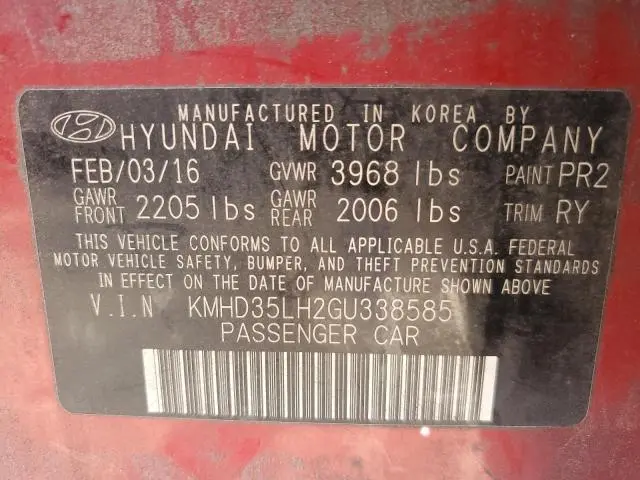 MANUFACTURED IN KOREA BY
HYUNDAI MOTOR COMPANY
FEB/03/16 GVWR 3968 lbs PAINT PR2
GAWR FRONT 2205 lbs GAWR REAR 2006 lbs TRIM RY
THIS VEHICLE CONFORMS TO ALL APPLICABLE U.S.A. FEDERAL
MOTOR VEHICLE SAFETY, BUMPER, AND THEFT PREVENTION STANDARDS
IN EFFECT ON THE DATE OF MANUFACTURE SHOWN ABOVE
V.I.N KMHD35LH2GU338585
PASSENGER CAR